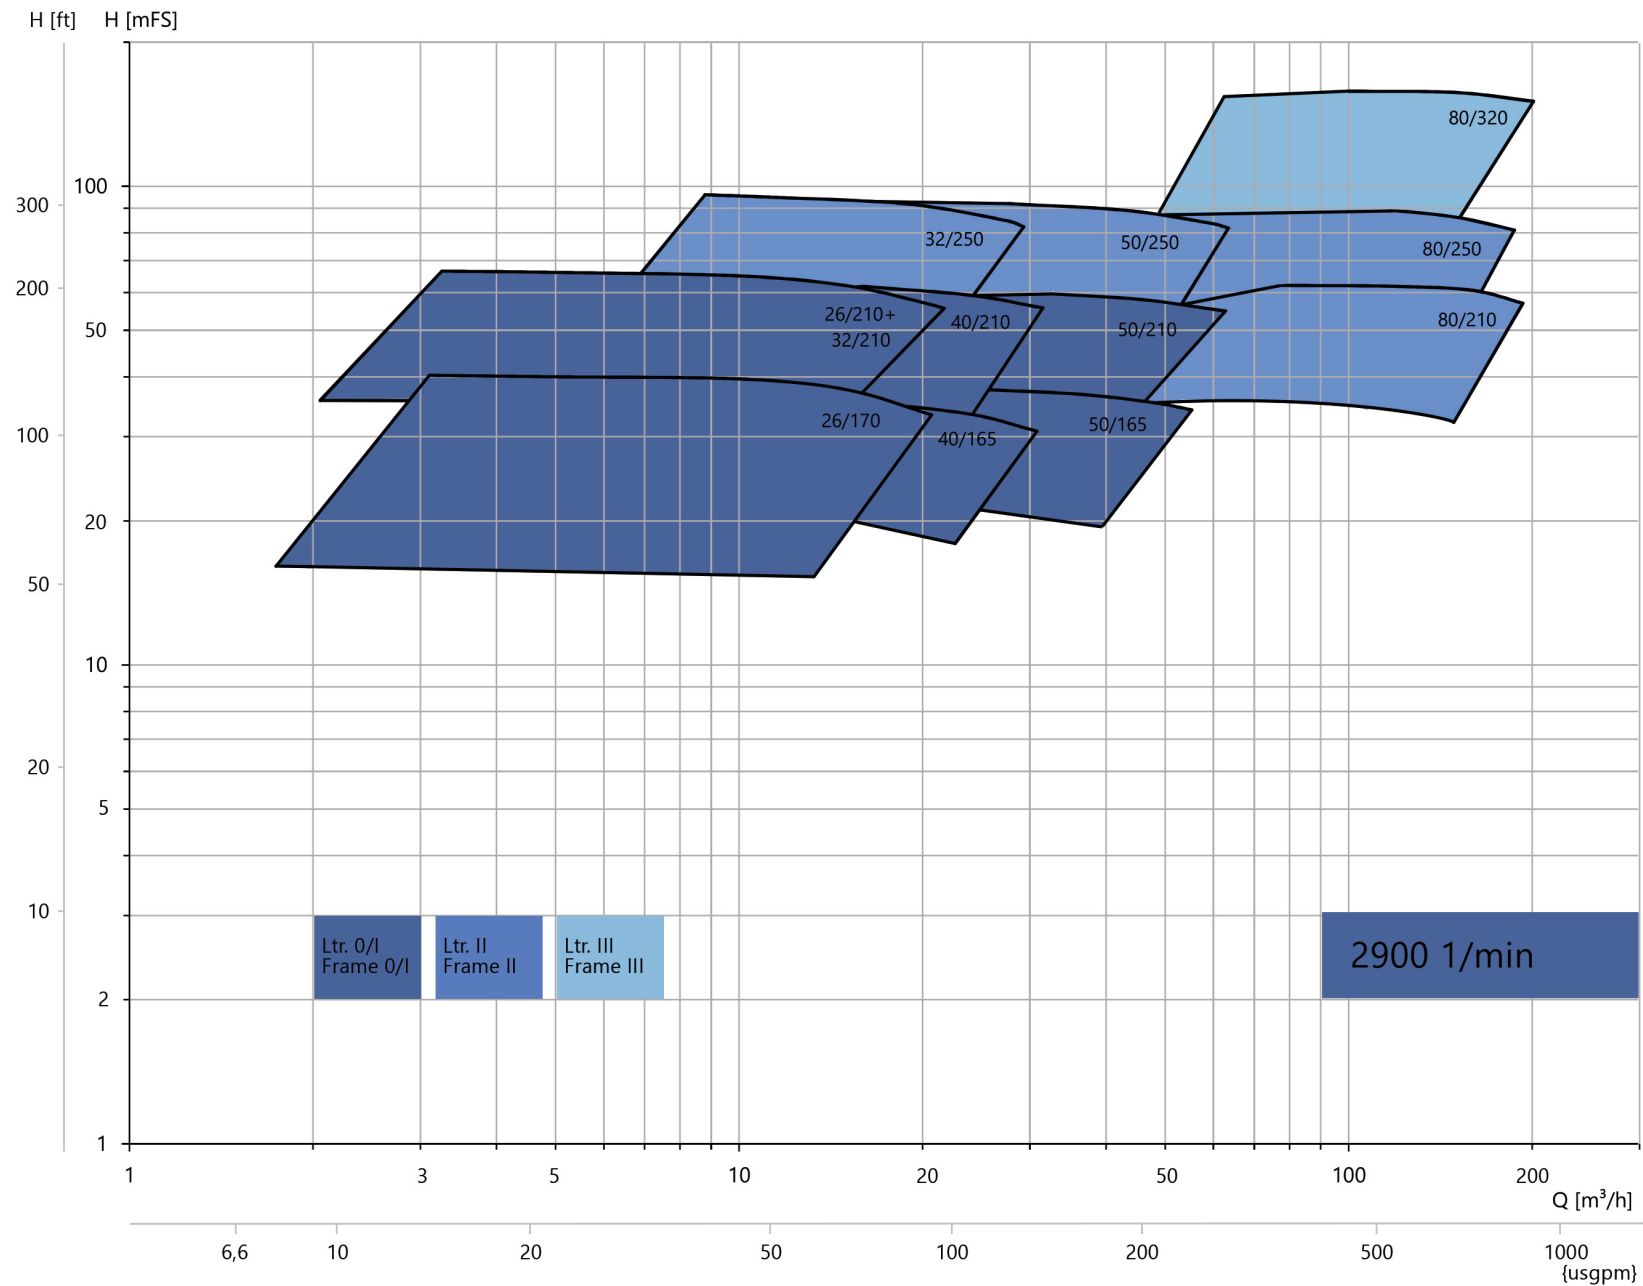 H [ft]
H [mFS]
80/320
100
300
32/250
50/250
80/250
200
26/210+
32/210
40/210
50/210
80/210
50
26/170
40/165
50/165
100
20
50
10
20
5
10
Ltr. 0/I
Frame 0/I
Ltr. II
Frame II
Ltr. III
Frame III
2900 1/min
2
1
1 3 5 10 20 50 100 200
Q [m³/h]
6,6 10 20 50 100 200 500 1000
{usgpm}